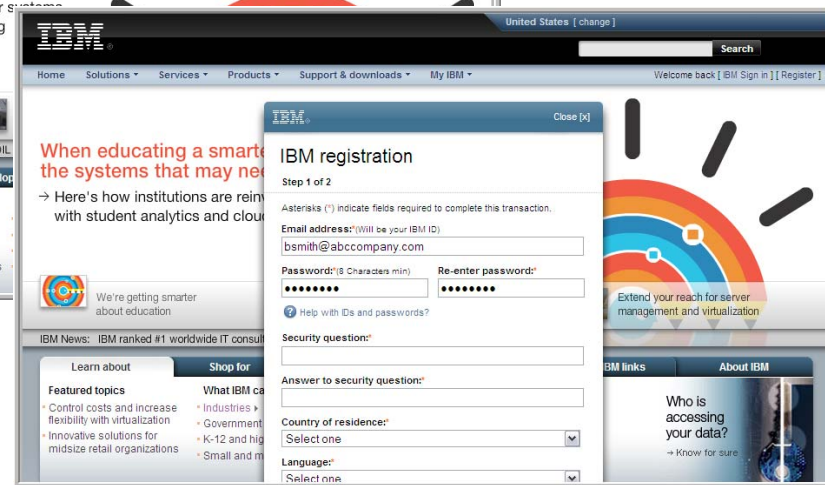 United States [ change ]
IBM®
Search
Home Solutions Services Products Support & downloads My IBM
Welcome back [ IBM Sign in ] [ Register ]
When educating a smarte
the systems that may nee
→ Here's how institutions are rein
with student analytics and clou
We're getting smarter
about education
IBM News: IBM ranked #1 worldwide IT consult
Learn about
Shop for
Featured topics
Control costs and increase
flexibility with virtualization
Innovative solutions for
midsize retail organizations
What IBM ca
Industries
Government
K-12 and hig
Small and m
IBM®
Close [x]
IBM registration
Step 1 of 2
Asterisks (*) indicate fields required to complete this transaction.
Email address:*(Will be your IBM ID)
bsmith@abccompany.com
Password:*(8 Characters min) Re-enter password:*
•••••••• ••••••••
? Help with IDs and passwords?
Security question:*
Answer to security question:*
Country of residence:*
Select one
Language:*
Select one
Extend your reach for server
management and virtualization
BM links
About IBM
Who is
accessing
your data?
→ Know for sure